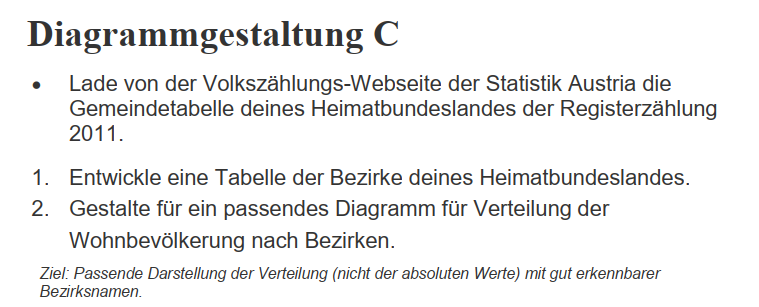 Diagrammgestaltung C
• Lade von der Volkszählungs-Webseite der Statistik Austria die
Gemeindetabelle deines Heimatbundeslandes der Registerzählung
2011.
1. Entwickle eine Tabelle der Bezirke deines Heimatbundeslandes.
2. Gestalte für ein passendes Diagramm für Verteilung der
Wohnbevölkerung nach Bezirken.
Ziel: Passende Darstellung der Verteilung (nicht der absoluten Werte) mit gut erkennbarer
Bezirksnamen.